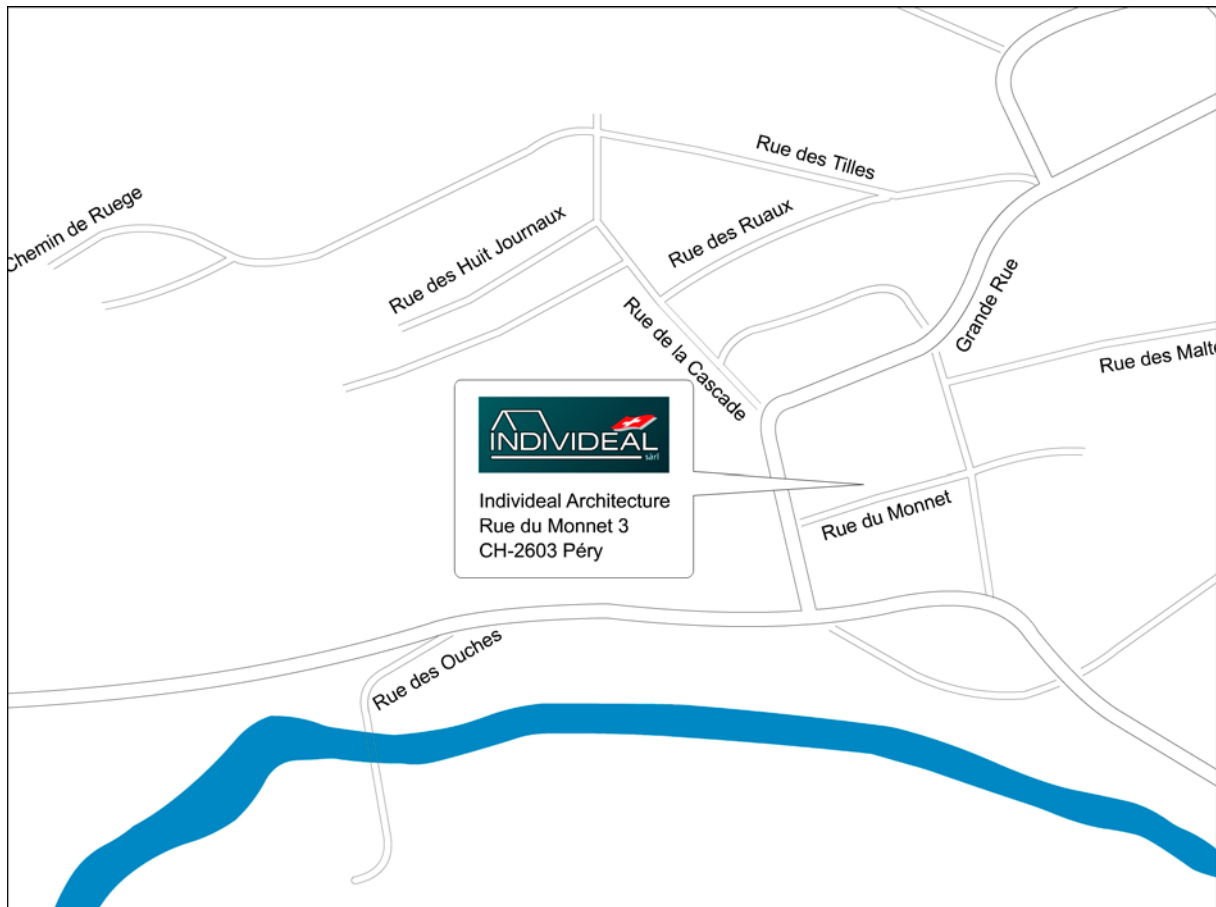 Rue des Tilles
Chemin de Ruege
Rue des Huit Journaux
Rue des Ruaux
Grande Rue
Rue de la Cascade
Rue des Malte
INDIVIDEAL
sàrl
Individeal Architecture
Rue du Monnet 3
CH-2603 Péry
Rue du Monnet
Rue des Ouches